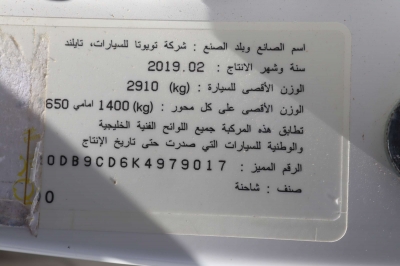 اسم الصانع وبلد الصنع : شركة تويوتا للسيارات، تايلند
سنة وشهر الانتاج : 2019.02
الوزن الأقصى للسيارة : 2910 (kg)
الوزن الأقصى على كل محور : 1400(kg) امامي 650
تطابق هذه المركبة جميع اللوائح الفنية الخليجية
والوطنية للسيارات التي صدرت حتى تاريخ الإنتاج
الرقم المميز : 0DB9CD6K4979017
صنف : شاحنة
0